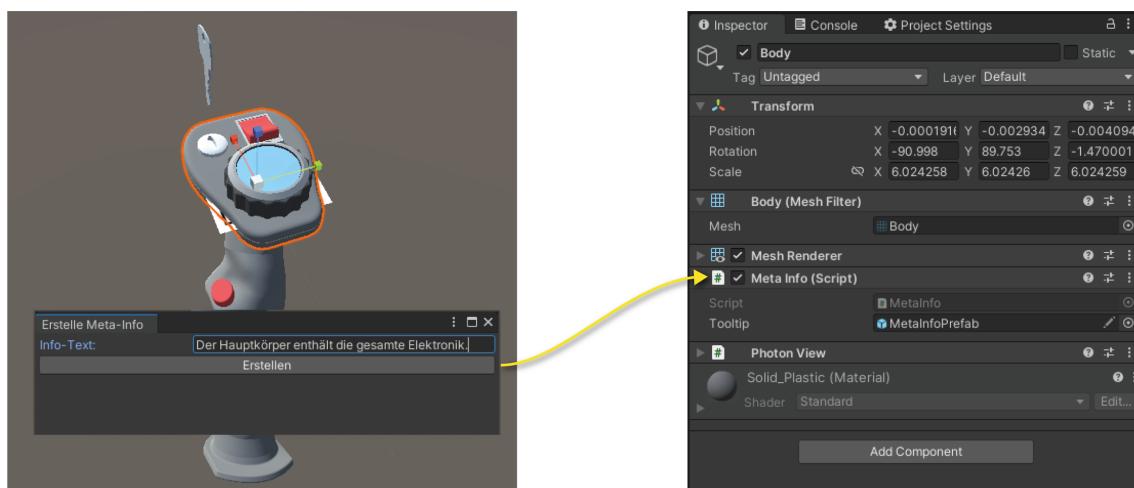 Erstelle Meta-Info
Info-Text: Der Hauptkörper enthält die gesamte Elektronik.
Erstellen
Inspector Console Project Settings
Body Static
Tag Untagged Layer Default
Transform
Position X -0.0001916 Y -0.002934 Z -0.004094
Rotation X -90.998 Y 89.753 Z -1.470001
Scale X 6.024258 Y 6.02426 Z 6.024259
Body (Mesh Filter)
Mesh Body
Mesh Renderer
# Meta Info (Script)
Script MetaInfo
Tooltip MetaInfoPrefab
# Photon View
Solid_Plastic (Material)
Shader Standard Edit...
Add Component